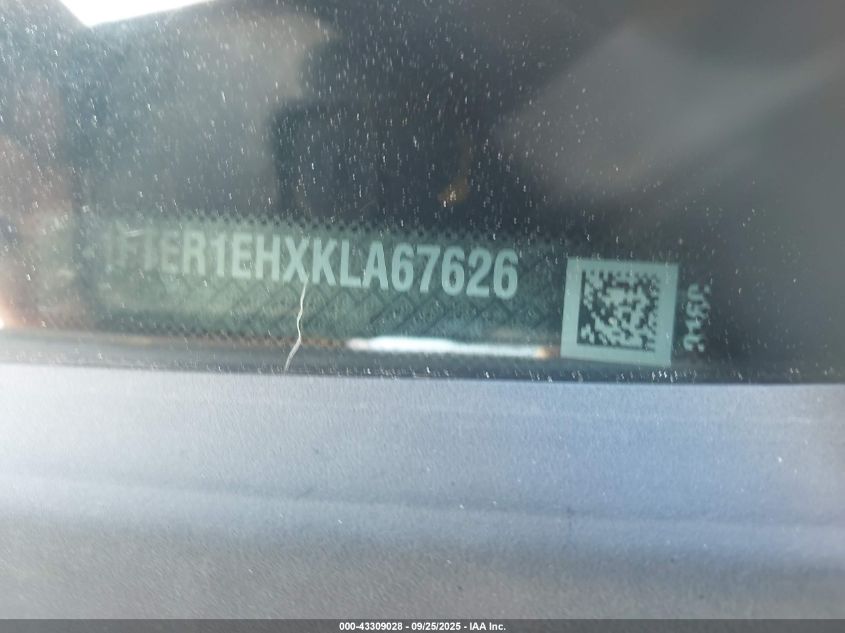 1FTER1EHXKLA67626
000-43309028 - 09/25/2025 - IAA Inc.